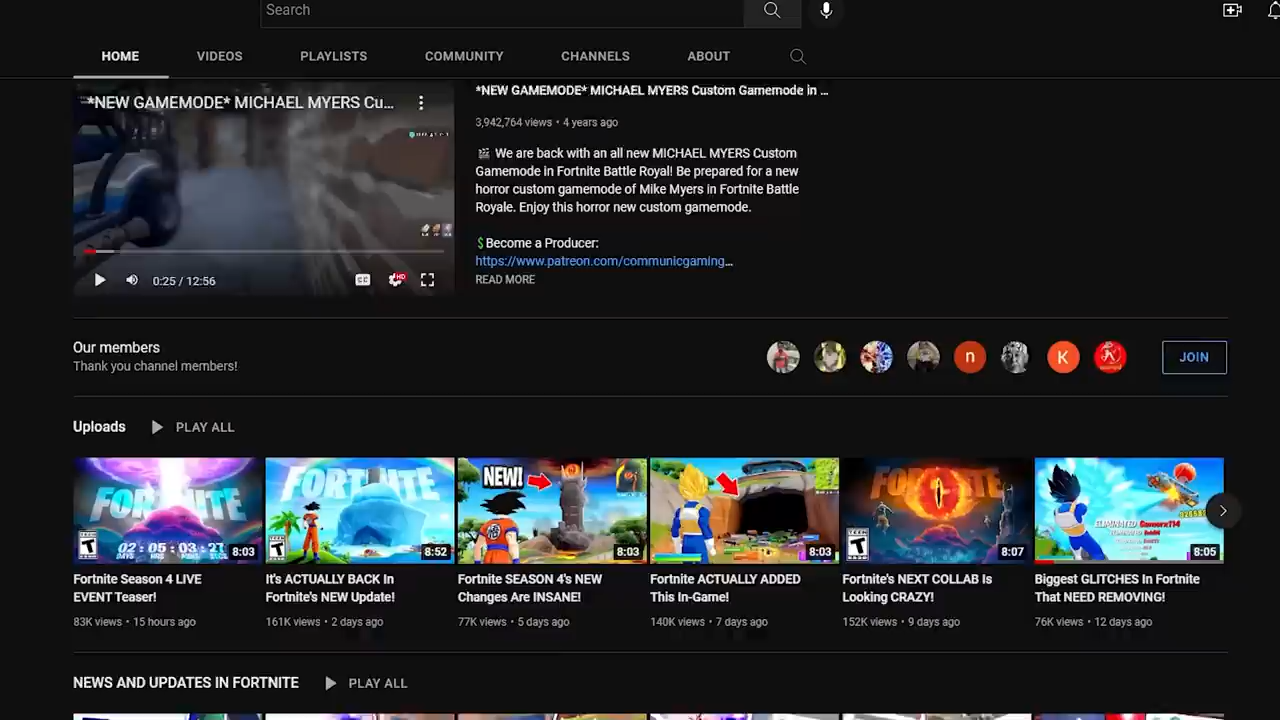 Search
HOME
VIDEOS
PLAYLISTS
COMMUNITY
CHANNELS
ABOUT
*NEW GAMEMODE* MICHAEL MYERS Cu...
0:25 / 12:56
CC
HD
*NEW GAMEMODE* MICHAEL MYERS Custom Gamemode in ...
3,942,764 views • 4 years ago
🎬 We are back with an all new MICHAEL MYERS Custom
Gamemode in Fortnite Battle Royal! Be prepared for a new
horror custom gamemode of Mike Myers in Fortnite Battle
Royale. Enjoy this horror new custom gamemode.
$Become a Producer:
https://www.patreon.com/communicgaming...
READ MORE
Our members
Thank you channel members!
n
K
JOIN
Uploads
PLAY ALL
FORTNITE
02:05:03:27
T
8:03
FORTNITE
T
8:52
NEW!
8:03
8:03
FORTNITE
T
8:07
ELIMINATED
8:05
Fortnite Season 4 LIVE
EVENT Teaser!
83K views • 15 hours ago
It's ACTUALLY BACK In
Fortnite's NEW Update!
161K views • 2 days ago
Fortnite SEASON 4's NEW
Changes Are INSANE!
77K views • 5 days ago
Fortnite ACTUALLY ADDED
This In-Game!
140K views • 7 days ago
Fortnite's NEXT COLLAB Is
Looking CRAZY!
152K views • 9 days ago
Biggest GLITCHES In Fortnite
That NEED REMOVING!
76K views • 12 days ago
NEWS AND UPDATES IN FORTNITE
PLAY ALL